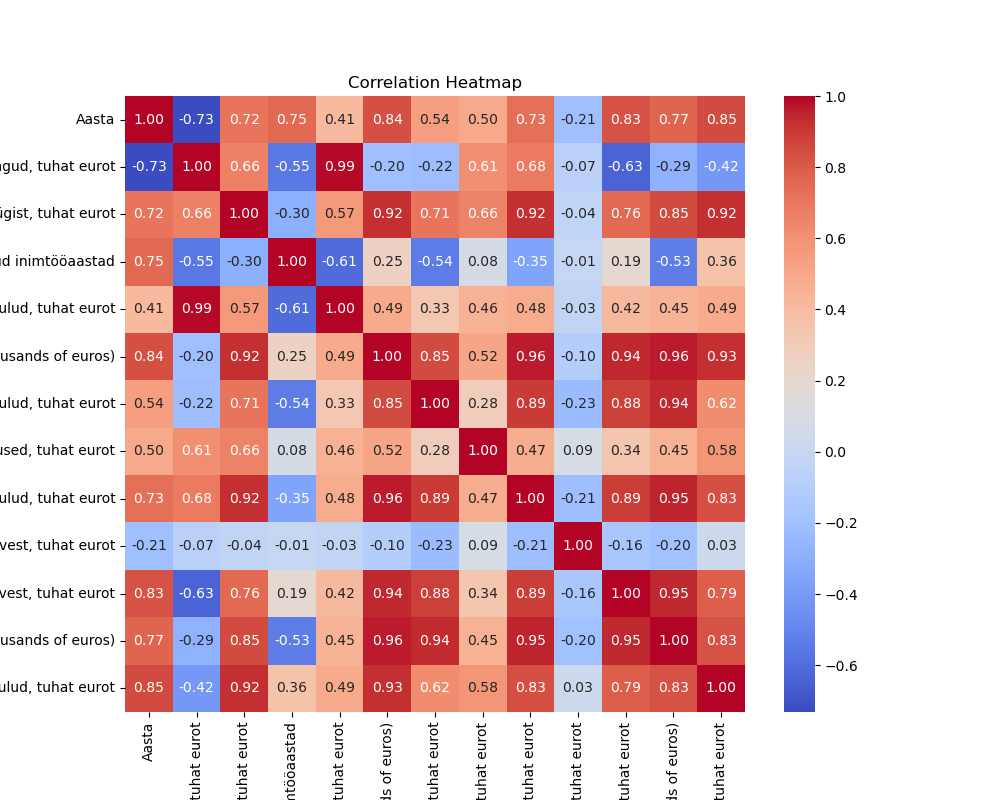 Correlation Heatmap
Aasta 1.00 -0.73 0.72 0.75 0.41 0.84 0.54 0.50 0.73 -0.21 0.83 0.77 0.85
tuhat eurot -0.73 1.00 0.66 -0.55 0.99 -0.20 -0.22 0.61 0.68 -0.07 -0.63 -0.29 -0.42
tuhat eurot 0.72 0.66 1.00 -0.30 0.57 0.92 0.71 0.66 0.92 -0.04 0.76 0.85 0.92
inimtööaastad 0.75 -0.55 -0.30 1.00 -0.61 0.25 -0.54 0.08 -0.35 -0.01 0.19 -0.53 0.36
tuhat eurot 0.41 0.99 0.57 -0.61 1.00 0.49 0.33 0.46 0.48 -0.03 0.42 0.45 0.49
of euros) 0.84 -0.20 0.92 0.25 0.49 1.00 0.85 0.52 0.96 -0.10 0.94 0.96 0.93
tuhat eurot 0.54 -0.22 0.71 -0.54 0.33 0.85 1.00 0.28 0.89 -0.23 0.88 0.94 0.62
tuhat eurot 0.50 0.61 0.66 0.08 0.46 0.52 0.28 1.00 0.47 0.09 0.34 0.45 0.58
tuhat eurot 0.73 0.68 0.92 -0.35 0.48 0.96 0.89 0.47 1.00 -0.21 0.89 0.95 0.83
tuhat eurot -0.21 -0.07 -0.04 -0.01 -0.03 -0.10 -0.23 0.09 -0.21 1.00 -0.16 -0.20 0.03
tuhat eurot 0.83 -0.63 0.76 0.19 0.42 0.94 0.88 0.34 0.89 -0.16 1.00 0.95 0.79
of euros) 0.77 -0.29 0.85 -0.53 0.45 0.96 0.94 0.45 0.95 -0.20 0.95 1.00 0.83
tuhat eurot 0.85 -0.42 0.92 0.36 0.49 0.93 0.62 0.58 0.83 0.03 0.79 0.83 1.00
Aasta
tuhat eurot
tuhat eurot
tuhat eurot
of euros)
tuhat eurot
tuhat eurot
tuhat eurot
tuhat eurot
tuhat eurot
of euros)
tuhat eurot
1.0
0.8
0.6
0.4
0.2
0.0
−0.2
−0.4
−0.6